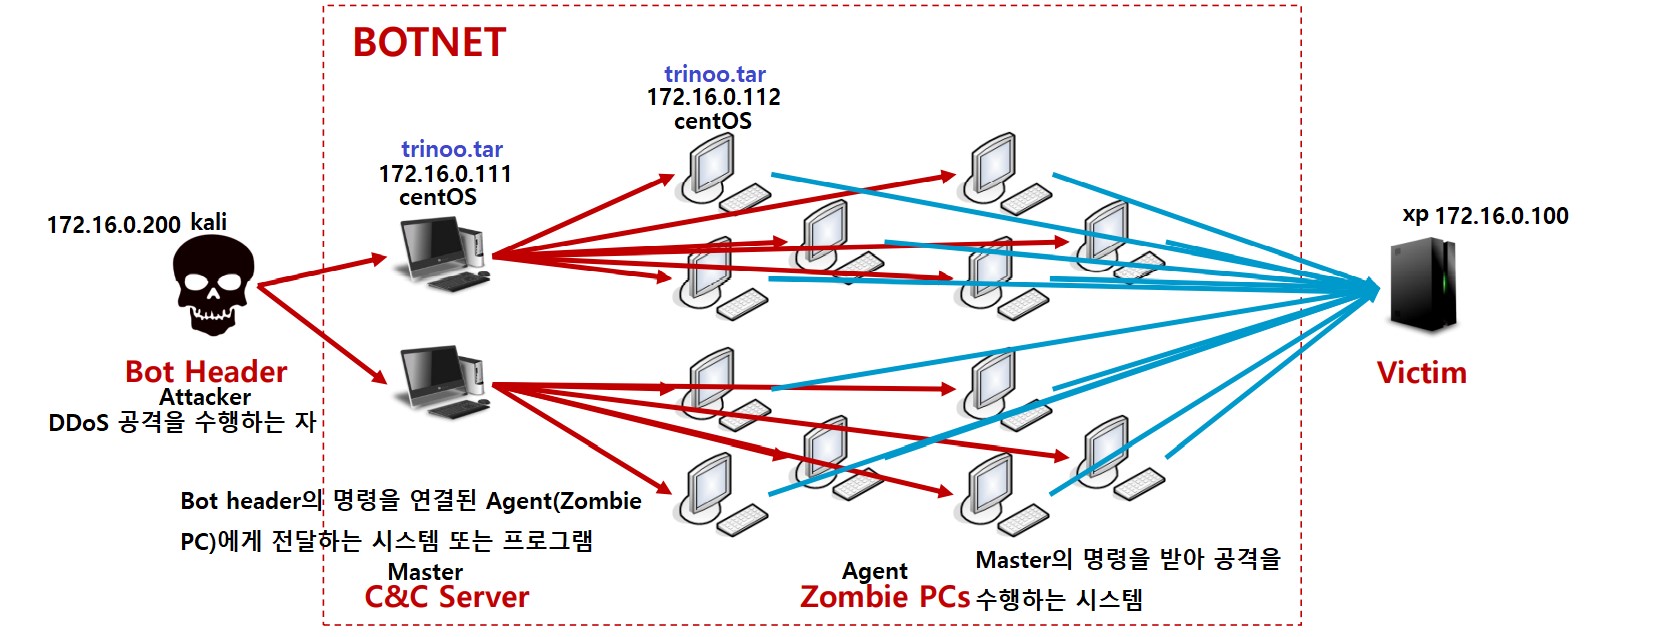 BOTNET
trinoo.tar
172.16.0.112
centOS
trinoo.tar
172.16.0.111
centOS
172.16.0.200 kali
xp 172.16.0.100
Bot Header
Attacker
DDoS 공격을 수행하는 자
Victim
Bot header의 명령을 연결된 Agent(Zombie
PC)에게 전달하는 시스템 또는 프로그램
Master
C&C Server
Agent
Zombie PCs
Master의 명령을 받아 공격을
수행하는 시스템